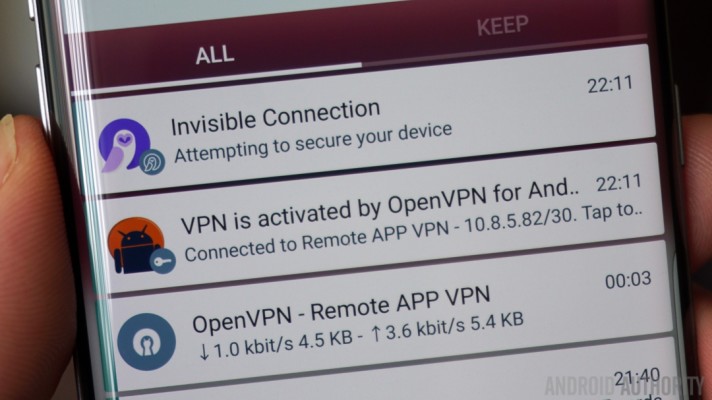 ALL KEEP
Invisible Connection 22:11
Attempting to secure your device
VPN is activated by OpenVPN for And.. 22:11
Connected to Remote APP VPN - 10.8.5.82/30. Tap to..
OpenVPN - Remote APP VPN 00:03
↓1.0 kbit/s 4.5 KB - ↑3.6 kbit/s 5.4 KB
21:40
ANDROID AUTHORITY